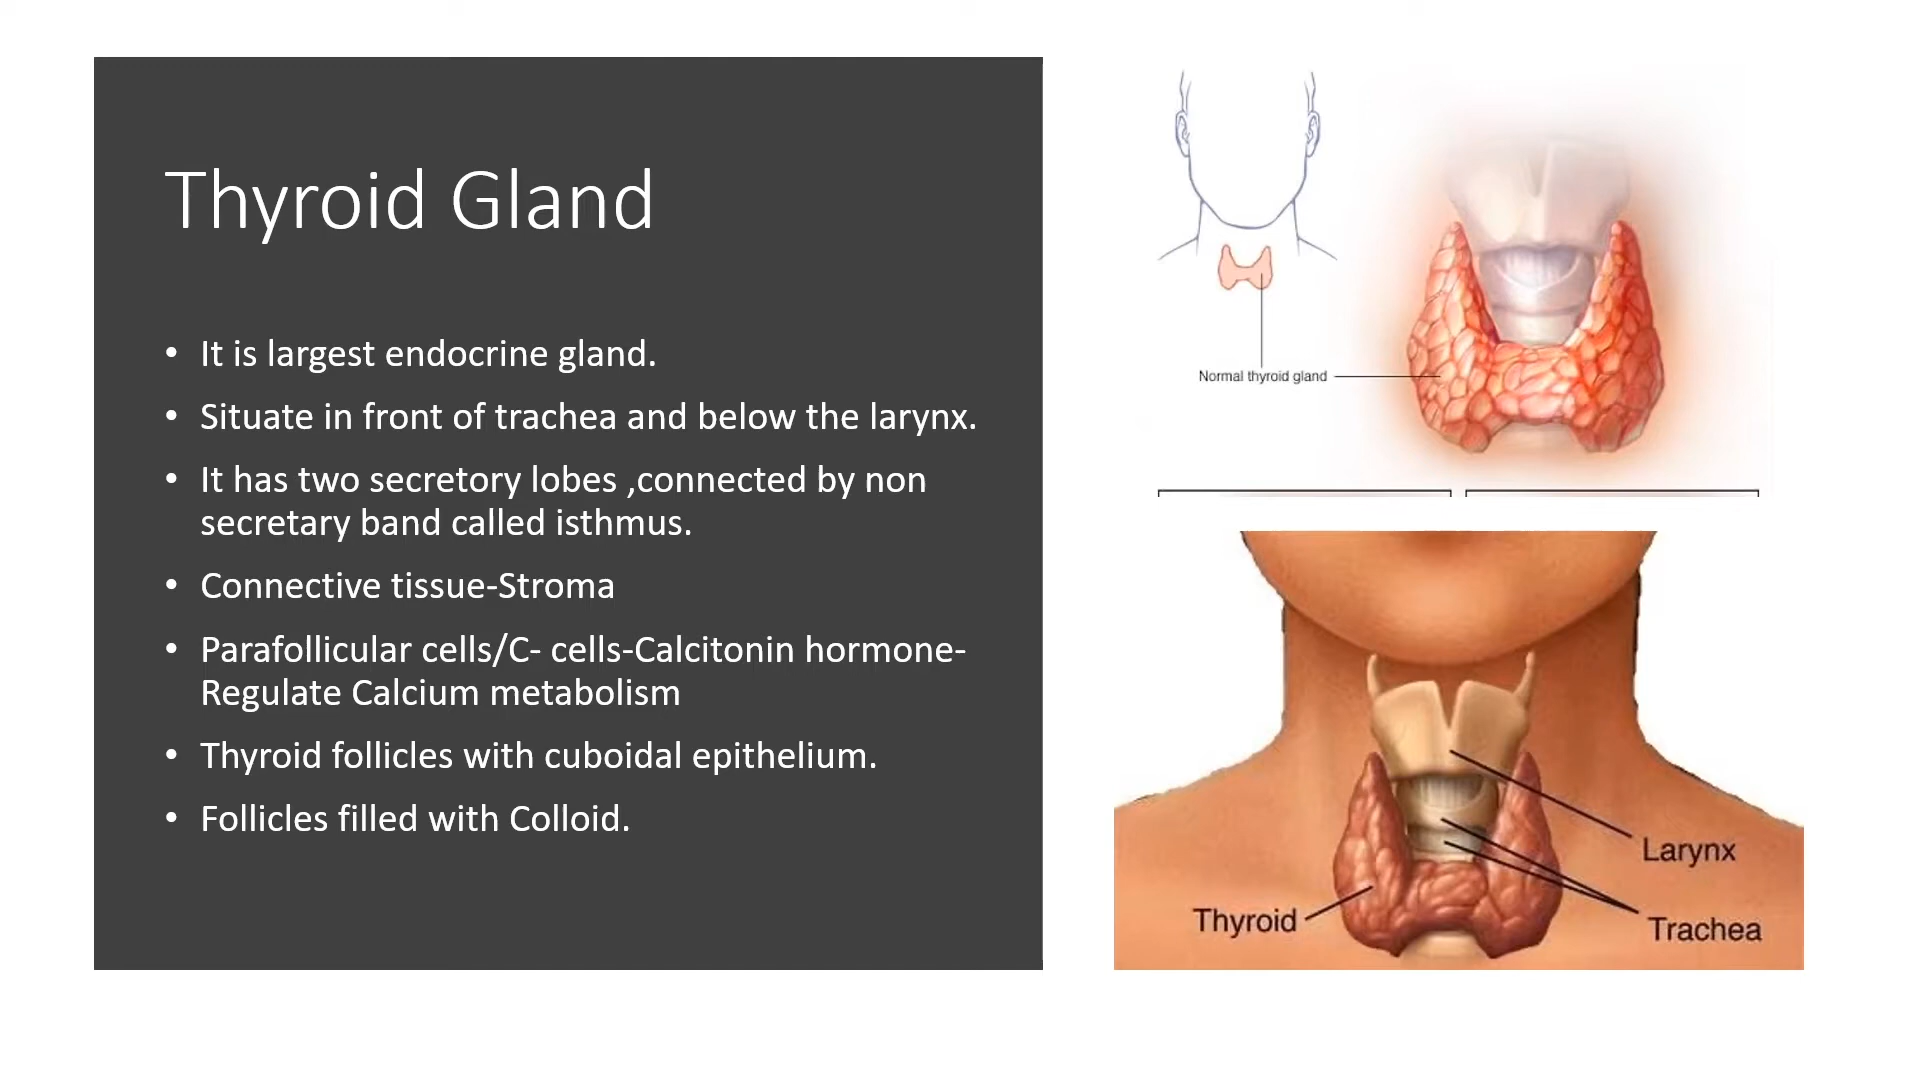 Thyroid Gland
• It is largest endocrine gland.
• Situate in front of trachea and below the larynx.
• It has two secretory lobes ,connected by non
secretary band called isthmus.
• Connective tissue-Stroma
• Parafollicular cells/C- cells-Calcitonin hormone-
Regulate Calcium metabolism
• Thyroid follicles with cuboidal epithelium.
• Follicles filled with Colloid.
Normal thyroid gland
Larynx
Thyroid
Trachea